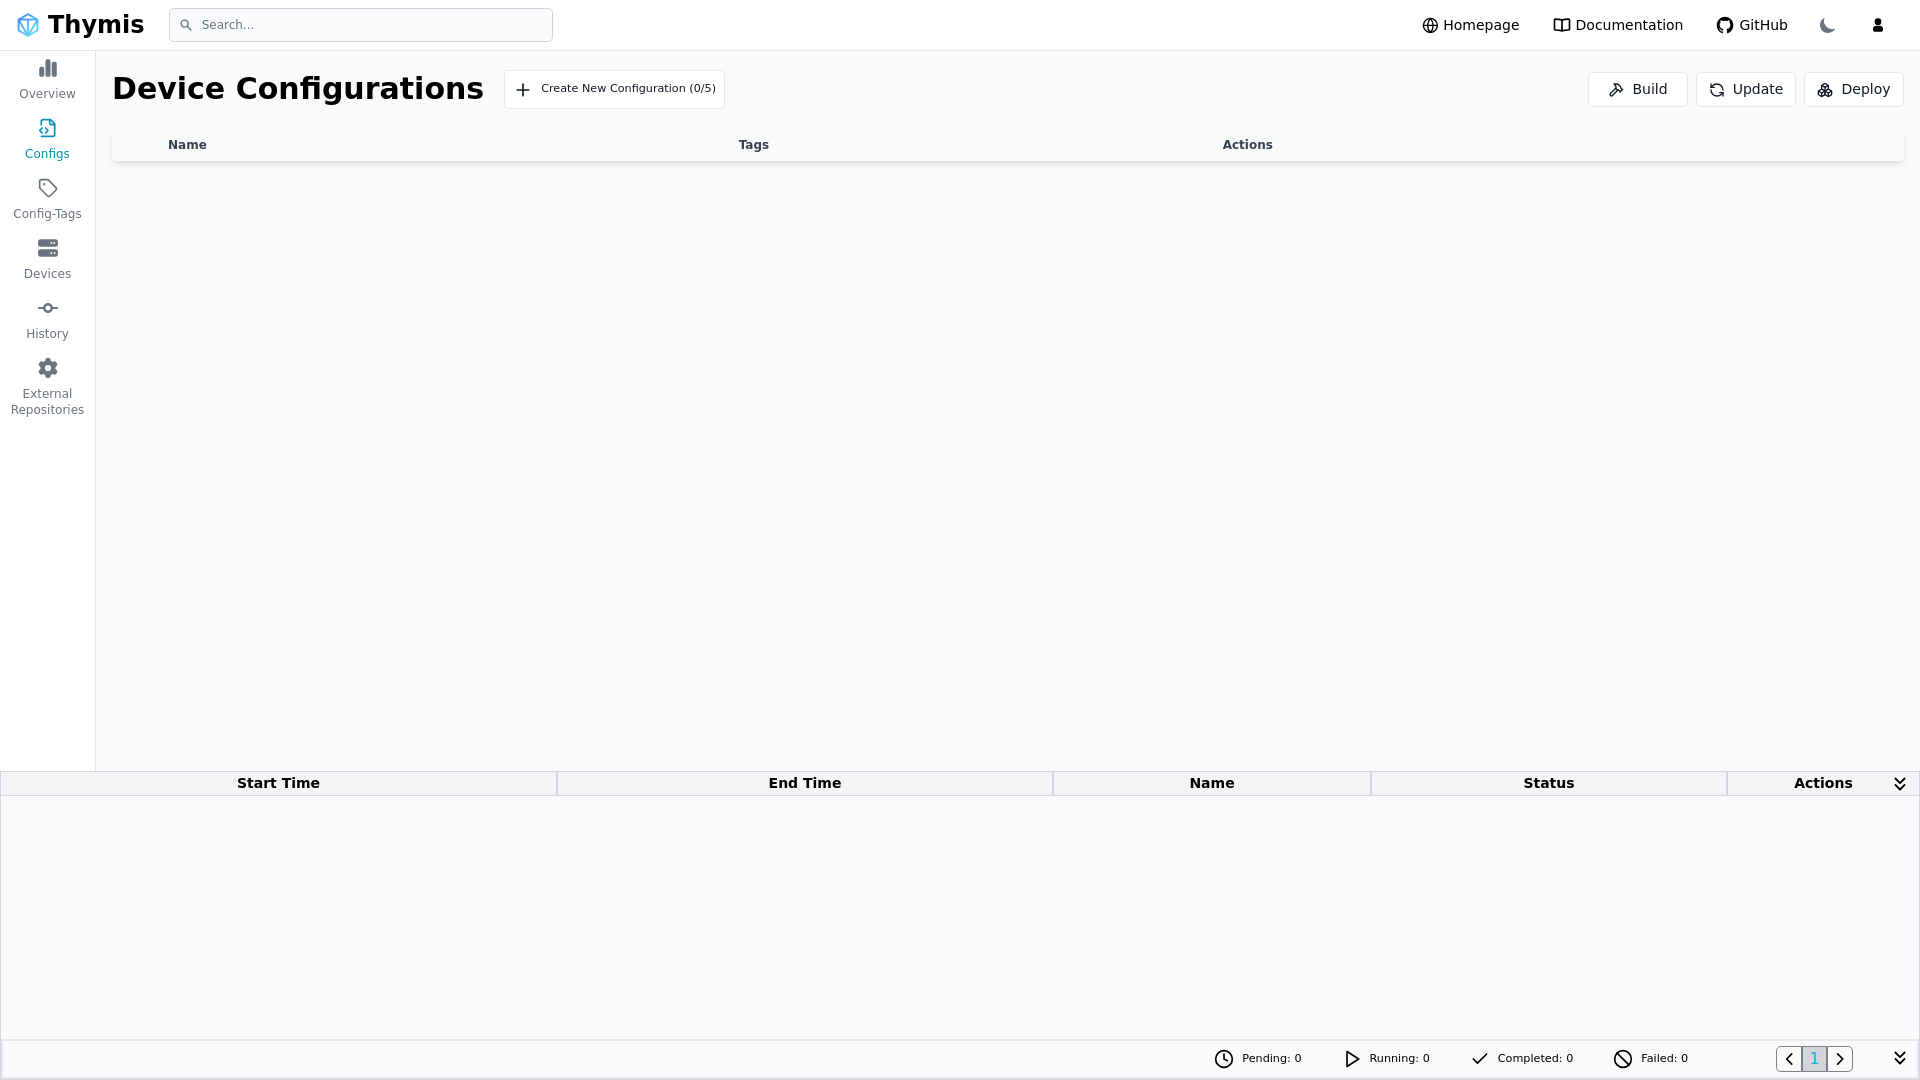 Thymis
Search...
Homepage
Documentation
GitHub
Overview
Configs
Config-Tags
Devices
History
External
Repositories
Device Configurations
Create New Configuration (0/5)
Build
Update
Deploy
Name
Tags
Actions
Start Time
End Time
Name
Status
Actions
Pending: 0
Running: 0
Completed: 0
Failed: 0
1